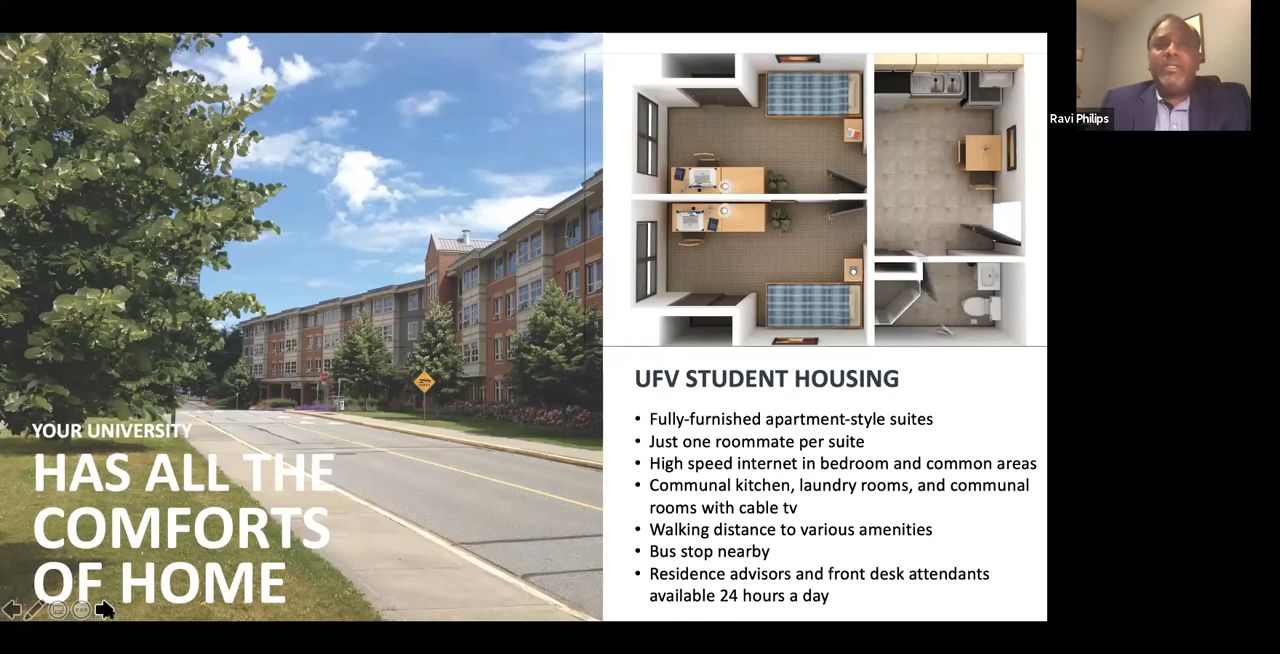 YOUR UNIVERSITY
HAS ALL THE
COMFORTS
OF HOME
UFV STUDENT HOUSING
• Fully-furnished apartment-style suites
• Just one roommate per suite
• High speed internet in bedroom and common areas
• Communal kitchen, laundry rooms, and communal
rooms with cable tv
• Walking distance to various amenities
• Bus stop nearby
• Residence advisors and front desk attendants
available 24 hours a day
Ravi Philips